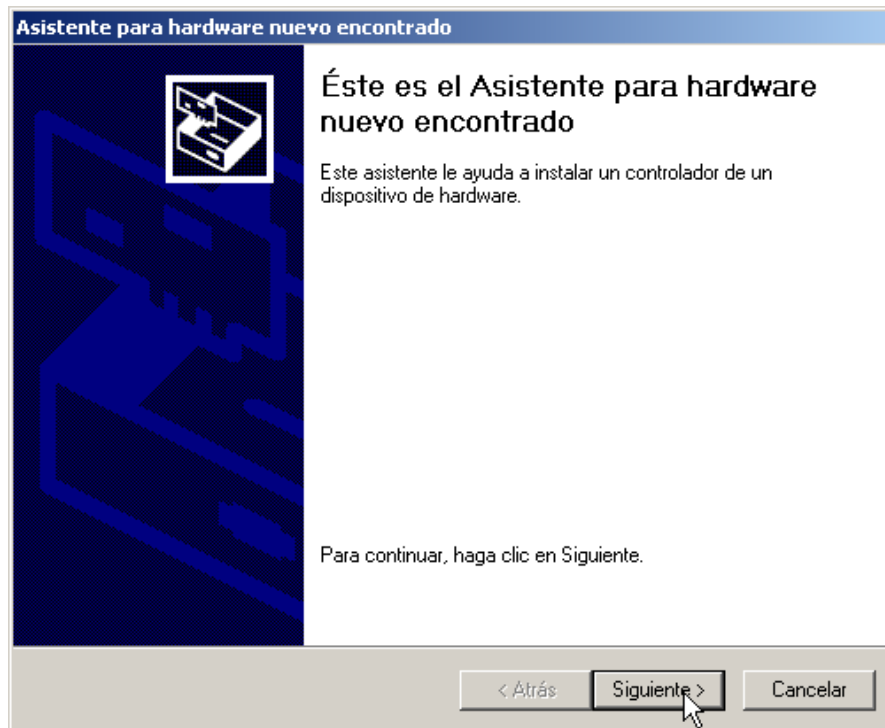 Asistente para hardware nuevo encontrado
Éste es el Asistente para hardware
nuevo encontrado
Este asistente le ayuda a instalar un controlador de un
dispositivo de hardware.
Para continuar, haga clic en Siguiente.
< Atrás
Siguiente >
Cancelar